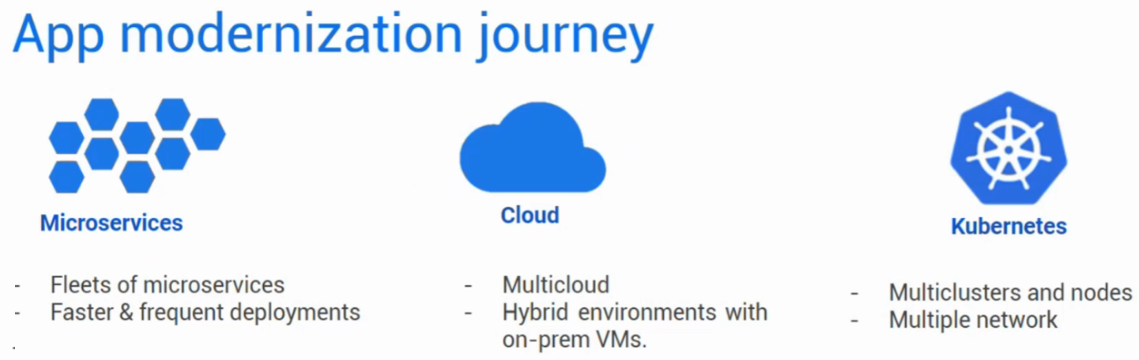 App modernization journey
Microservices
- Fleets of microservices
- Faster & frequent deployments
.
Cloud
- Multicloud
- Hybrid environments with
on-prem VMs.
Kubernetes
- Multiclusters and nodes
- Multiple network